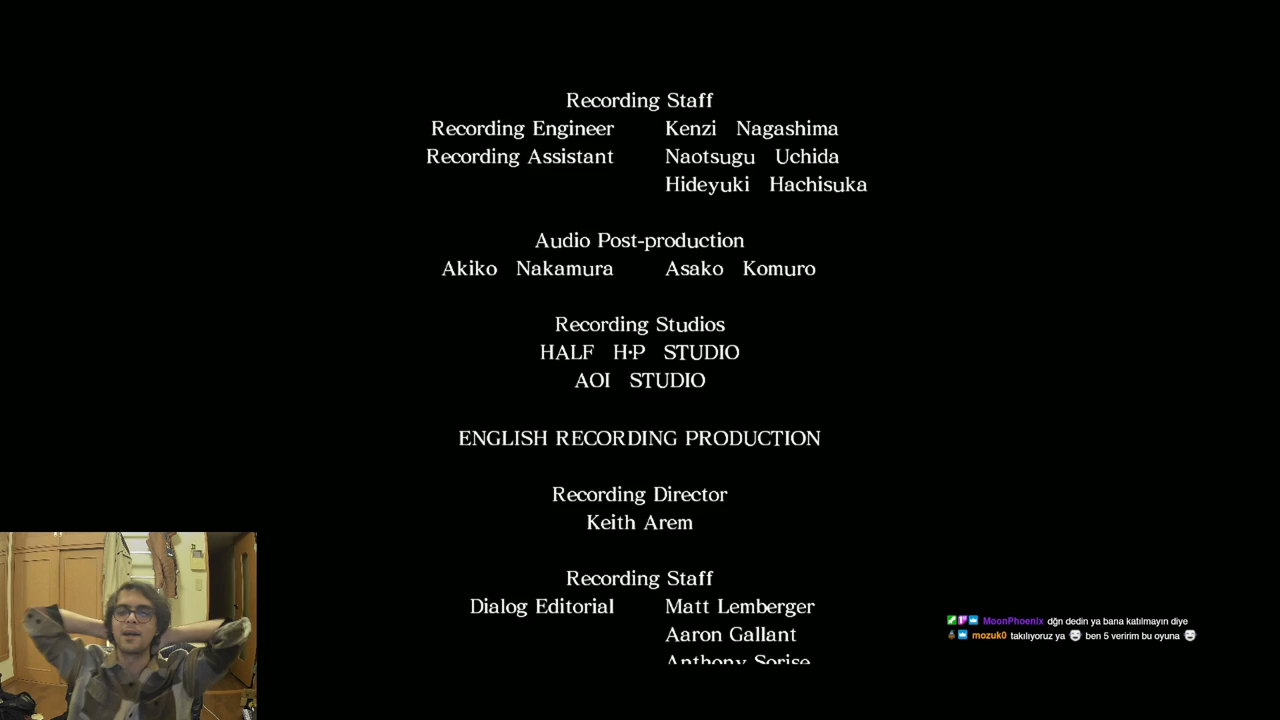 Recording Staff
Recording Engineer Kenzi Nagashima
Recording Assistant Naotsugu Uchida
Hideyuki Hachisuka
Audio Post-production
Akiko Nakamura Asako Komuro
Recording Studios
HALF H·P STUDIO
AOI STUDIO
ENGLISH RECORDING PRODUCTION
Recording Director
Keith Arem
Recording Staff
Dialog Editorial Matt Lemberger
Aaron Gallant
Anthony Sorise
MoonPhoenix dğn dedin ya bana katılmayın diye
mozuk0 takılıyoruz ya ben 5 veririm bu oyuna